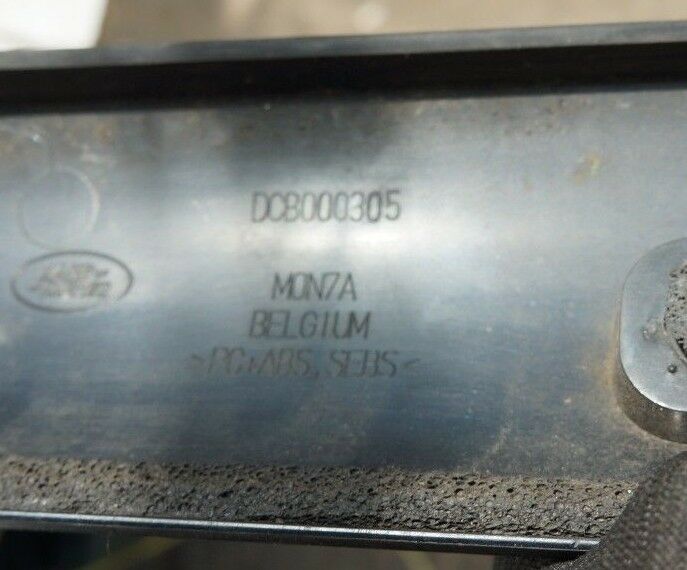 DCB000305
MONZA
BELGIUM
>PC+ABS, SEBS<